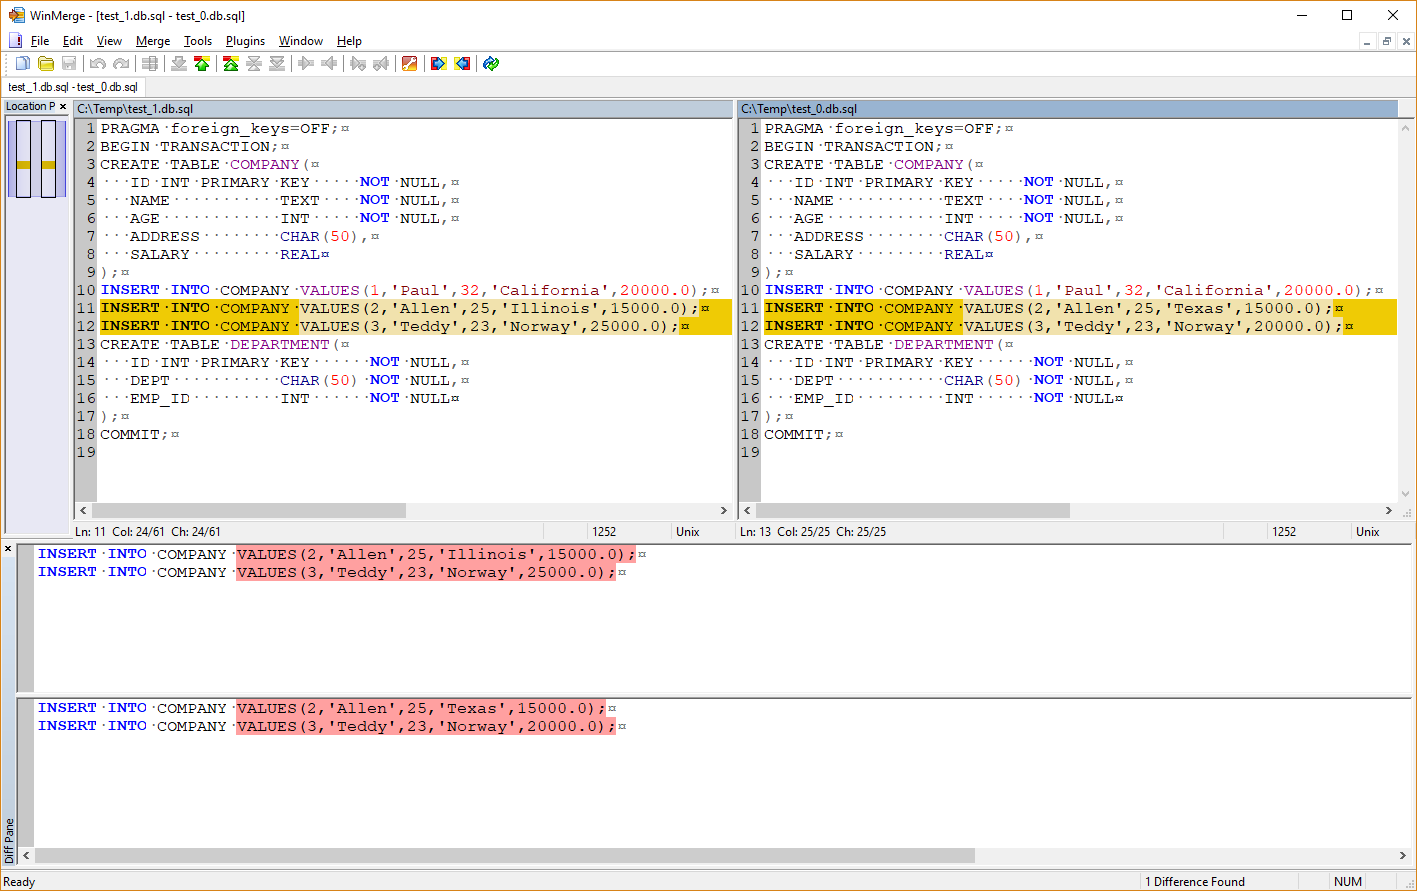 WinMerge - [test_1.db.sql - test_0.db.sql]
File Edit View Merge Tools Plugins Window Help
test_1.db.sql - test_0.db.sql
Location P
C:\Temp\test_1.db.sql
1 PRAGMA·foreign_keys=OFF;¤
2 BEGIN·TRANSACTION;¤
3 CREATE·TABLE·COMPANY(¤
4 ···ID·INT·PRIMARY·KEY·····NOT·NULL,¤
5 ···NAME···········TEXT····NOT·NULL,¤
6 ···AGE············INT·····NOT·NULL,¤
7 ···ADDRESS········CHAR(50),¤
8 ···SALARY·········REAL¤
9 );¤
10 INSERT·INTO·COMPANY·VALUES(1,'Paul',32,'California',20000.0);¤
11 INSERT·INTO·COMPANY·VALUES(2,'Allen',25,'Illinois',15000.0);¤
12 INSERT·INTO·COMPANY·VALUES(3,'Teddy',23,'Norway',25000.0);¤
13 CREATE·TABLE·DEPARTMENT(¤
14 ···ID·INT·PRIMARY·KEY······NOT·NULL,¤
15 ···DEPT···········CHAR(50)·NOT·NULL,¤
16 ···EMP_ID·········INT······NOT·NULL¤
17 );¤
18 COMMIT;¤
19
Ln: 11 Col: 24/61 Ch: 24/61 1252 Unix
C:\Temp\test_0.db.sql
1 PRAGMA·foreign_keys=OFF;¤
2 BEGIN·TRANSACTION;¤
3 CREATE·TABLE·COMPANY(¤
4 ···ID·INT·PRIMARY·KEY·····NOT·NULL,¤
5 ···NAME···········TEXT····NOT·NULL,¤
6 ···AGE············INT·····NOT·NULL,¤
7 ···ADDRESS········CHAR(50),¤
8 ···SALARY·········REAL¤
9 );¤
10 INSERT·INTO·COMPANY·VALUES(1,'Paul',32,'California',20000.0);¤
11 INSERT·INTO·COMPANY·VALUES(2,'Allen',25,'Texas',15000.0);¤
12 INSERT·INTO·COMPANY·VALUES(3,'Teddy',23,'Norway',20000.0);¤
13 CREATE·TABLE·DEPARTMENT(¤
14 ···ID·INT·PRIMARY·KEY······NOT·NULL,¤
15 ···DEPT···········CHAR(50)·NOT·NULL,¤
16 ···EMP_ID·········INT······NOT·NULL¤
17 );¤
18 COMMIT;¤
19
Ln: 13 Col: 25/25 Ch: 25/25 1252 Unix
INSERT·INTO·COMPANY·VALUES(2,'Allen',25,'Illinois',15000.0);¤
INSERT·INTO·COMPANY·VALUES(3,'Teddy',23,'Norway',25000.0);¤
INSERT·INTO·COMPANY·VALUES(2,'Allen',25,'Texas',15000.0);¤
INSERT·INTO·COMPANY·VALUES(3,'Teddy',23,'Norway',20000.0);¤
Diff Pane
Ready 1 Difference Found NUM